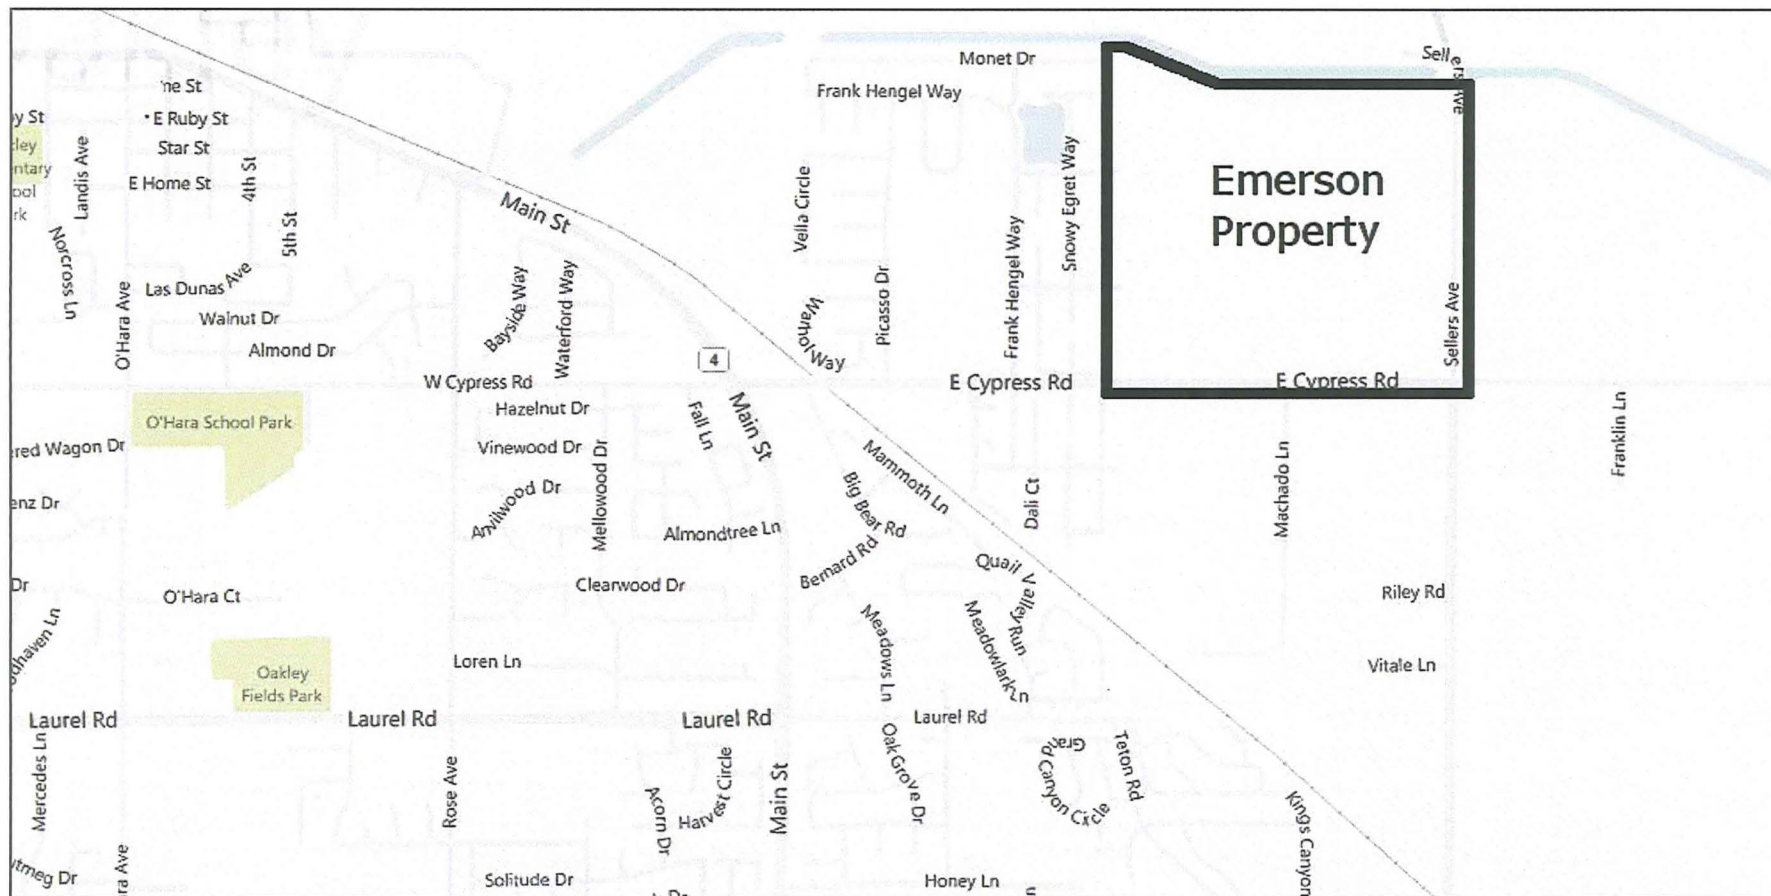 Monet Dr
Sellers Ave
Frank Hengel Way
E Ruby St
Star St
E Home St
Landis Ave
4th St
5th St
Norcross Ln
O'Hara Ave
Las Dunas Ave
Walnut Dr
Almond Dr
Main St
Bayside Way
Waterford Way
Vella Circle
Warhol Way
Picasso Dr
Frank Hengel Way
Snowy Egret Way
Emerson
Property
Sellers Ave
4
W Cypress Rd
E Cypress Rd
E Cypress Rd
Hazelnut Dr
O'Hara School Park
Vinewood Dr
Anvilwood Dr
Mellowood Dr
Fall Ln
Main St
Mammoth Ln
Big Bear Rd
Bernard Rd
Almondtree Ln
Clearwood Dr
Dali Ct
Machado Ln
Franklin Ln
Quail Valley Run
Meadowlark Ln
Meadows Ln
Riley Rd
Vitale Ln
O'Hara Ct
Loren Ln
Oakley
Fields Park
Laurel Rd
Laurel Rd
Laurel Rd
Laurel Rd
Mercedes Ln
Rose Ave
Acorn Dr
Harvest Circle
Main St
Oak Grove Dr
Grand Canyon Circle
Teton Rd
Kings Canyon
Solitude Dr
Honey Ln